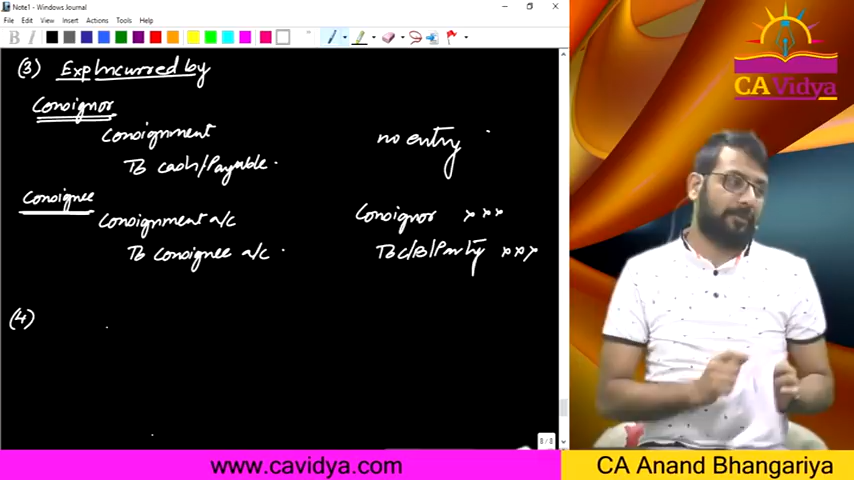 Note1 - Windows Journal
File Edit View Insert Actions Tools Help
B I
(3) Exp Incurred by
Consignor
Consignment
To cash/Payable.
no entry
Consignee
Consignment a/c
To consignee a/c.
Consignor xxx
To c/B/Party xxx
(4)
8 / 8
CA Vidya
www.cavidya.com
CA Anand Bhangariya